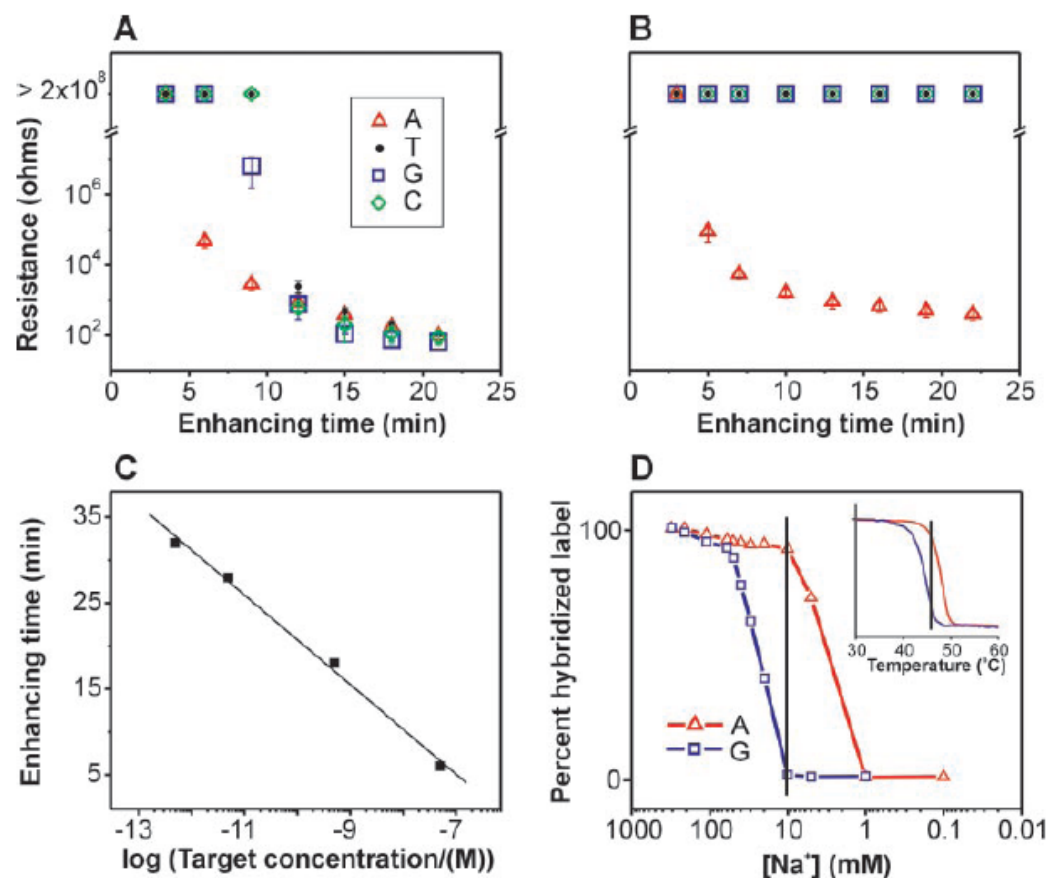 A
Resistance (ohms)
> 2x10⁸
10⁶
10⁴
10²
A
T
G
C
0 5 10 15 20 25
Enhancing time (min)
B
0 5 10 15 20 25
Enhancing time (min)
C
Enhancing time (min)
35
25
15
5
-13 -11 -9 -7
log (Target concentration/(M))
D
Percent hybridized label
100
0
A
G
30 40 50 60
Temperature (°C)
1000 100 10 1 0.1 0.01
[Na⁺] (mM)